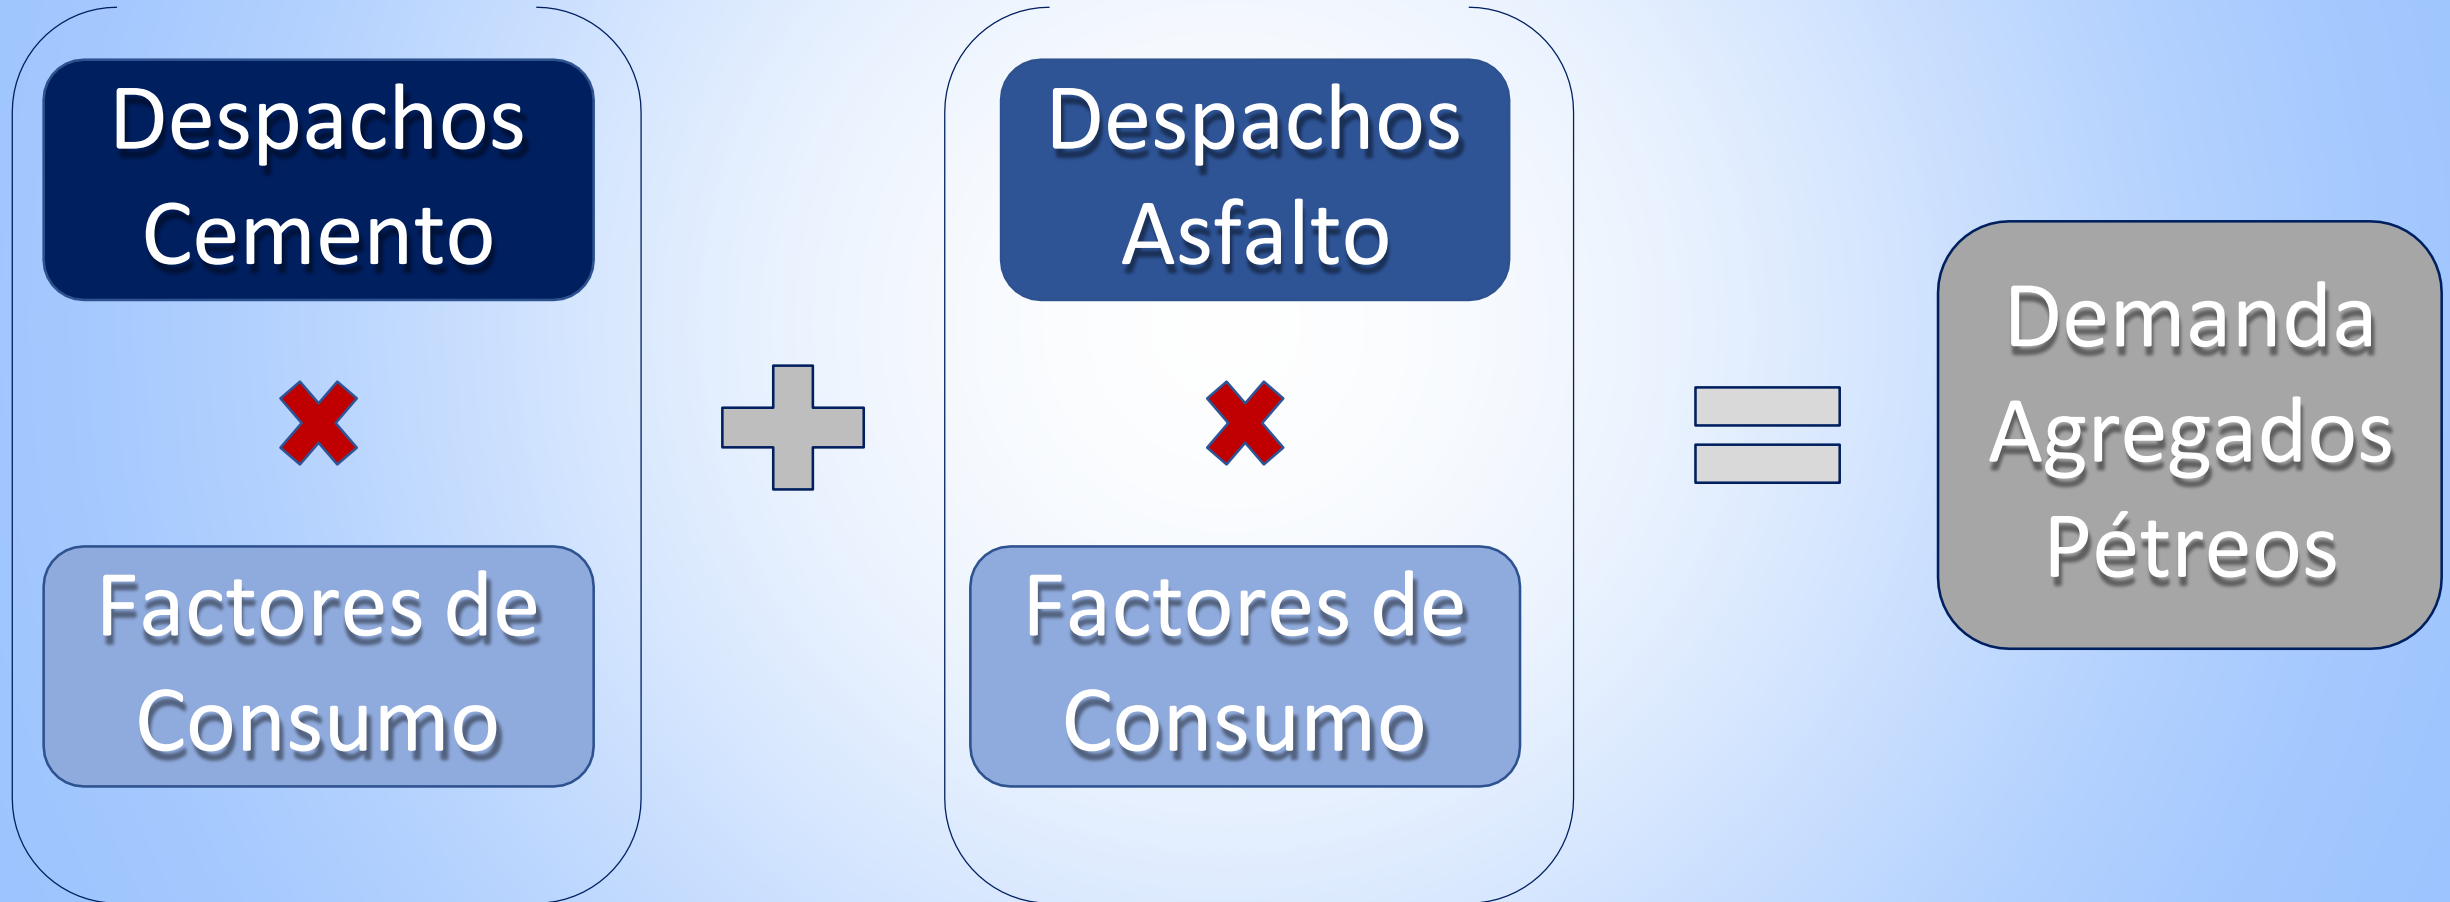 Despachos
Cemento
Factores de
Consumo
Despachos
Asfalto
Factores de
Consumo
Demanda
Agregados
Pétreos